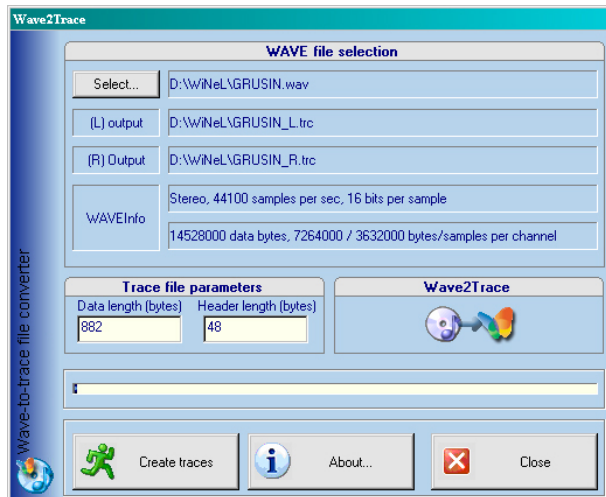 Wave2Trace
WAVE file selection
Select... D:\WiNeL\GRUSIN.wav
(L) output D:\WiNeL\GRUSIN_L.trc
(R) Output D:\WiNeL\GRUSIN_R.trc
WAVEInfo
Stereo, 44100 samples per sec, 16 bits per sample
14528000 data bytes, 7264000 / 3632000 bytes/samples per channel
Trace file parameters
Data length (bytes) Header length (bytes)
882 48
Wave2Trace
Wave-to-trace file converter
Create traces About... Close